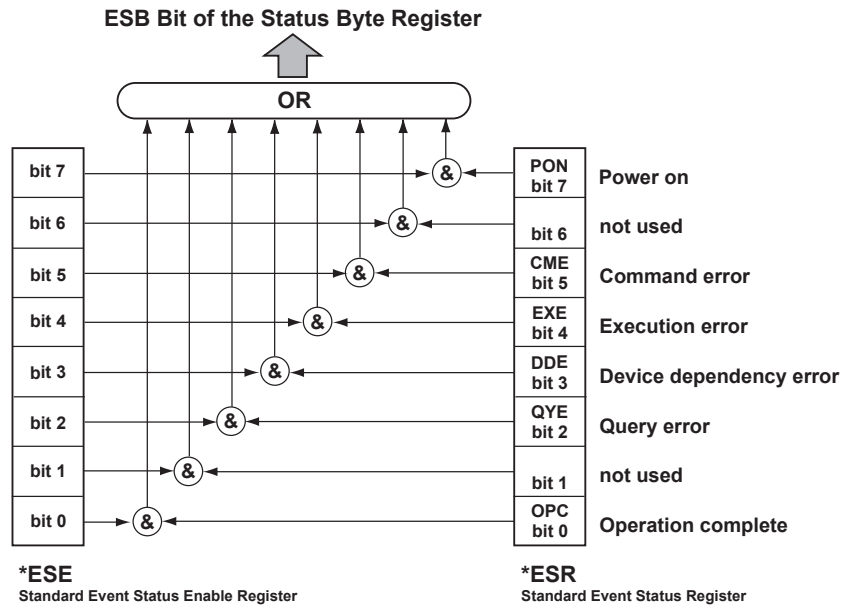 ESB Bit of the Status Byte Register
OR
bit 7
&
PON
bit 7
Power on
bit 6
&
bit 6
not used
bit 5
&
CME
bit 5
Command error
bit 4
&
EXE
bit 4
Execution error
bit 3
&
DDE
bit 3
Device dependency error
bit 2
&
QYE
bit 2
Query error
bit 1
&
bit 1
not used
bit 0
&
OPC
bit 0
Operation complete
*ESE
Standard Event Status Enable Register
*ESR
Standard Event Status Register